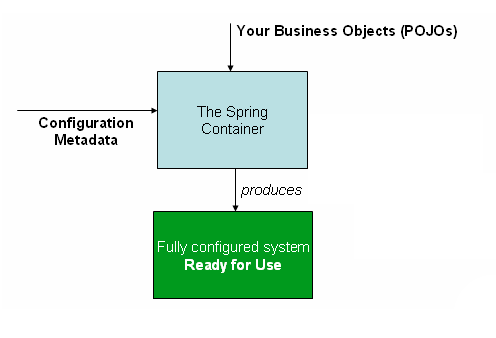 Your Business Objects (POJOs)
The Spring
Container
Configuration
Metadata
produces
Fully configured system
Ready for Use